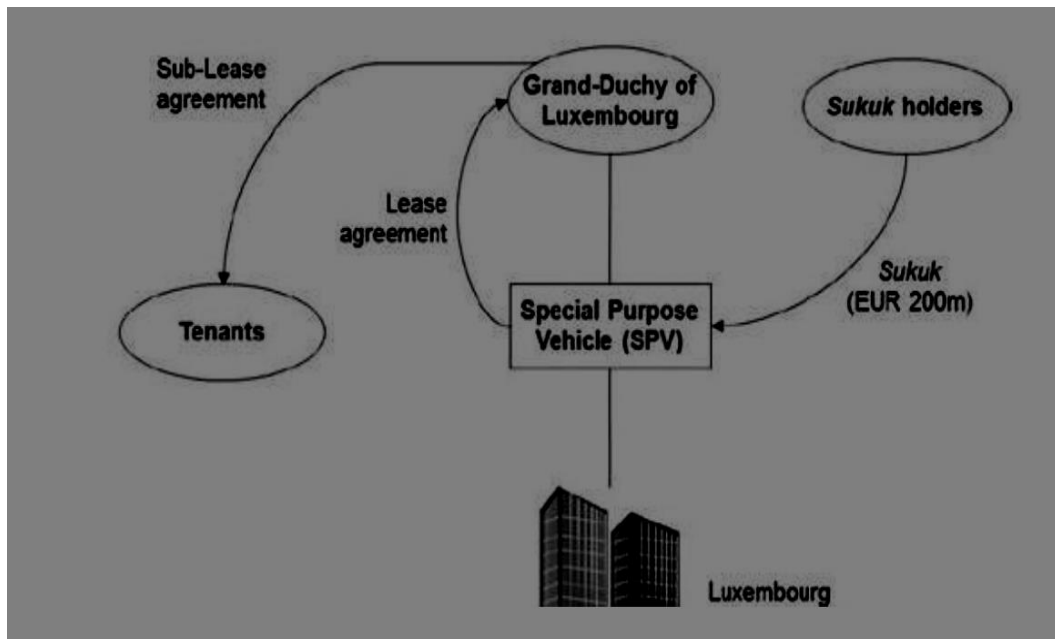 Sub-Lease
agreement
Grand-Duchy of
Luxembourg
Sukuk holders
Lease
agreement
Sukuk
(EUR 200m)
Tenants
Special Purpose
Vehicle (SPV)
Luxembourg